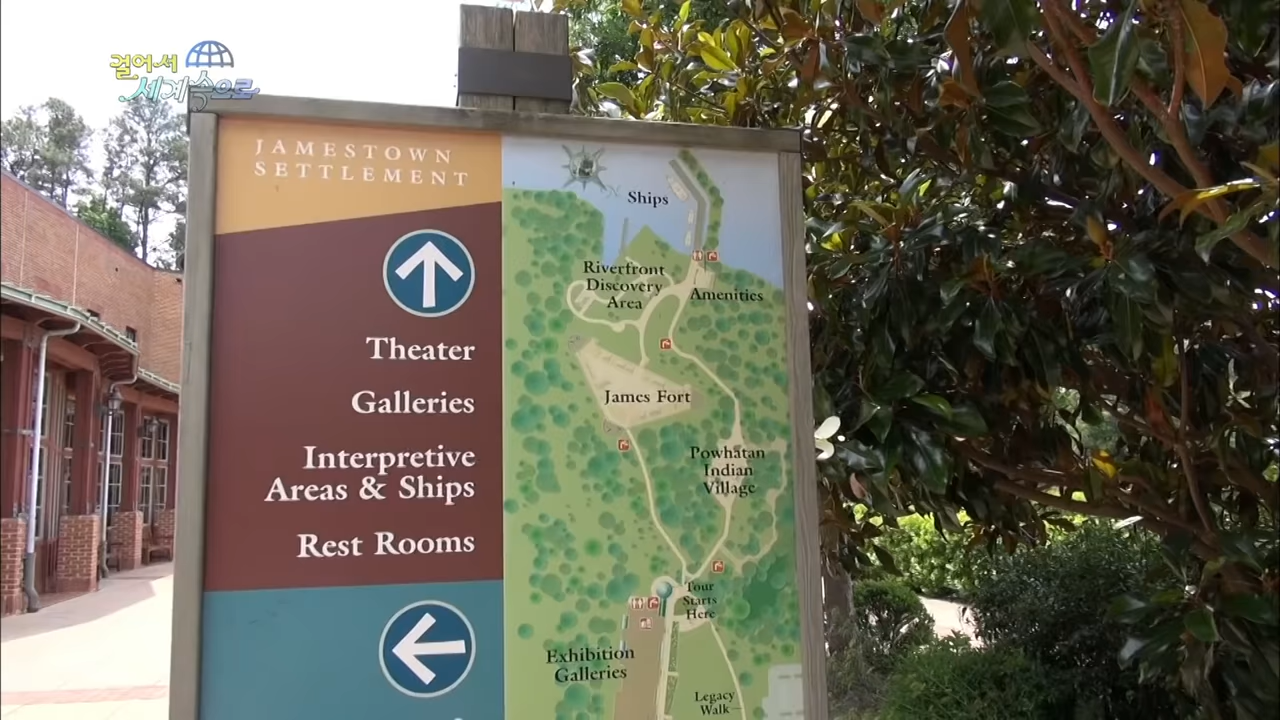 걸어서
세계속으로
JAMESTOWN
SETTLEMENT
Theater
Galleries
Interpretive
Areas & Ships
Rest Rooms
Ships
Riverfront
Discovery
Area
Amenities
James Fort
Powhatan
Indian
Village
Tour
Starts
Here
Exhibition
Galleries
Legacy
Walk